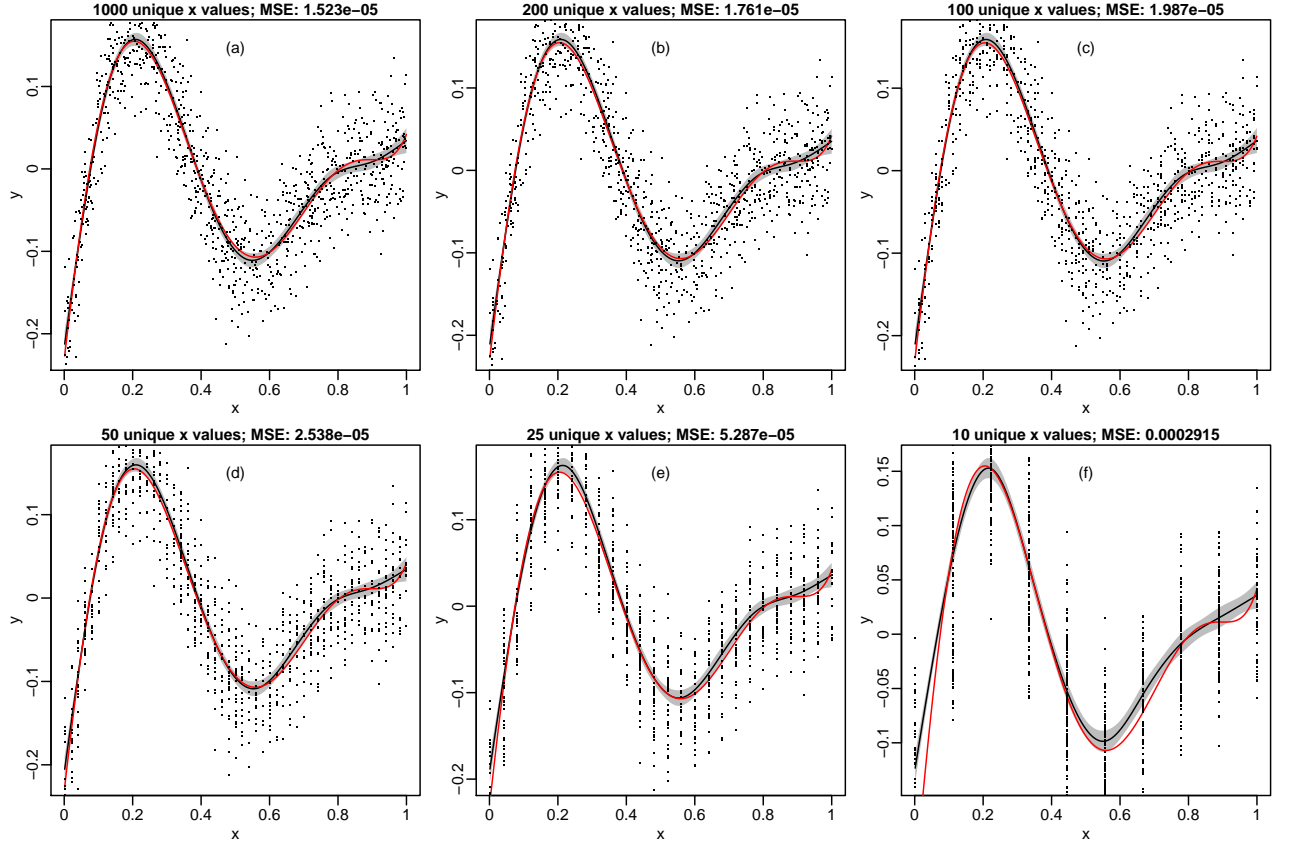 1000 unique x values; MSE: 1.523e−05
(a)
y
0.1
0
−0.1
−0.2
0 0.2 0.4 0.6 0.8 1
x
200 unique x values; MSE: 1.761e−05
(b)
y
0.1
0
−0.1
−0.2
0 0.2 0.4 0.6 0.8 1
x
100 unique x values; MSE: 1.987e−05
(c)
y
0.1
0
−0.1
−0.2
0 0.2 0.4 0.6 0.8 1
x
50 unique x values; MSE: 2.538e−05
(d)
y
0.1
0
−0.1
−0.2
0 0.2 0.4 0.6 0.8 1
x
25 unique x values; MSE: 5.287e−05
(e)
y
0.1
0
−0.1
−0.2
0 0.2 0.4 0.6 0.8 1
x
10 unique x values; MSE: 0.0002915
(f)
y
0.15
0.1
0.05
0
−0.05
−0.1
0 0.2 0.4 0.6 0.8 1
x